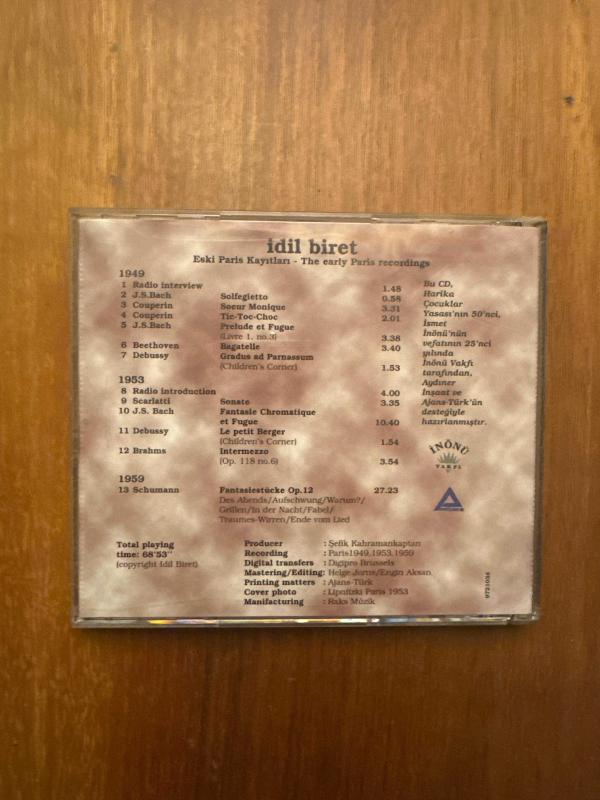 idil biret
Eski Paris Kayıtları - The early Paris recordings
1949
1 Radio interview 1.48
2 J.S.Bach Solfegietto 0.58
3 Couperin Soeur Monique 3.31
4 Couperin Tic-Toc-Choc 2.01
5 J.S.Bach Prelude et Fugue
(Livre 1, no.3) 3.38
6 Beethoven Bagatelle 3.40
7 Debussy Gradus ad Parnassum
(Children's Corner) 1.53
1953
8 Radio introduction 4.00
9 Scarlatti Sonate 3.35
10 J.S. Bach Fantasie Chromatique
et Fugue 10.40
11 Debussy Le petit Berger
(Children's Corner) 1.54
12 Brahms Intermezzo
(Op. 118 no.6) 3.54
1959
13 Schumann Fantasiestücke Op.12 27.23
Des Abends/Aufschwung/Warum?/
Grillen/in der Nacht/Fabel/
Traumes-Wirren/Ende vom Lied
Bu CD,
Harika
Çocuklar
Yasası'nın 50'nci,
İsmet
İnönü'nün
vefatının 25'nci
yılında
İnönü Vakfı
tarafından,
Aydıner
İnşaat ve
Ajans-Türk'ün
desteğiyle
hazırlanmıştır.
İNÖNÜ
VAKFI
Total playing
time: 68'53''
(copyright Idil Biret)
Producer : Şefik Kahramankaptan
Recording : Paris1949,1953,1959
Digital transfers : Digipro Brussels
Mastering/Editing: Helge Jorns/Engin Aksan
Printing matters : Ajans-Türk
Cover photo : Lipnitzki Paris 1953
Manifacturing : Raks Müzik
9721034